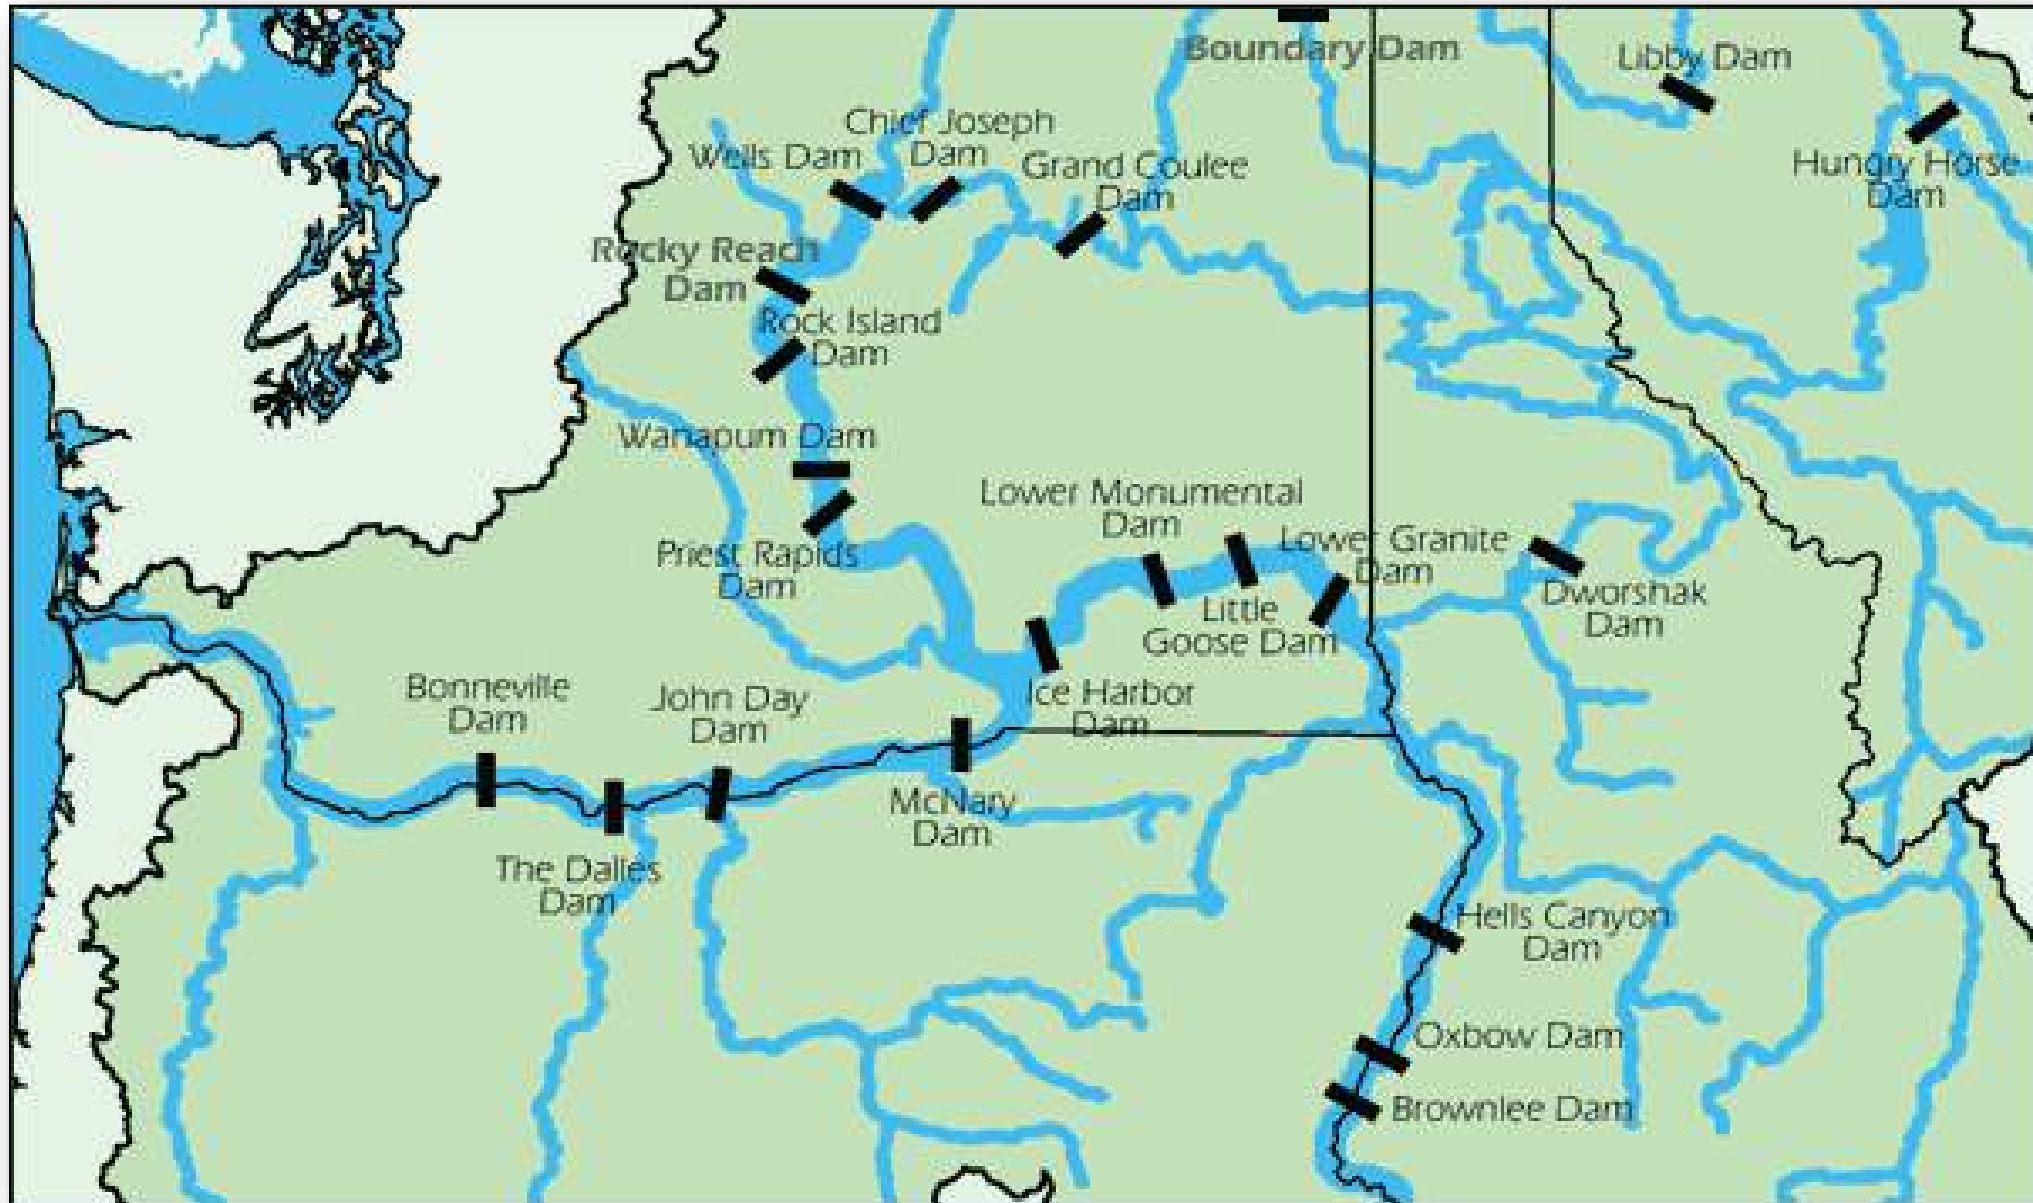 Boundary Dam
Libby Dam
Chief Joseph
Dam
Wells Dam
Grand Coulee
Dam
Hungry Horse
Dam
Rocky Reach
Dam
Rock Island
Dam
Wanapum Dam
Lower Monumental
Dam
Priest Rapids
Dam
Lower Granite
Dam
Little
Goose Dam
Dworshak
Dam
Bonneville
Dam
John Day
Dam
Ice Harbor
Dam
McNary
Dam
The Dalles
Dam
Hells Canyon
Dam
Oxbow Dam
Brownlee Dam